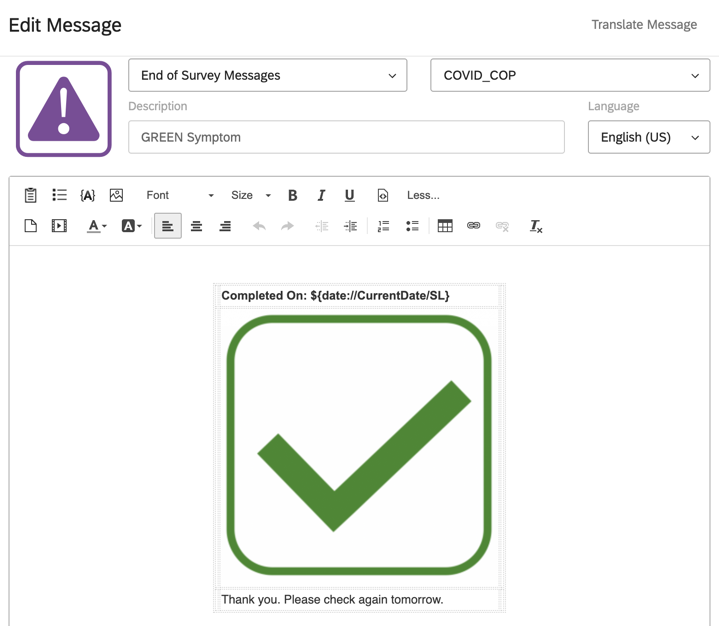 Edit Message
Translate Message
End of Survey Messages
COVID_COP
Description
Language
GREEN Symptom
English (US)
{A}
Font
Size
B
I
U
Less...
A
A
Completed On: ${date://CurrentDate/SL}
Thank you. Please check again tomorrow.